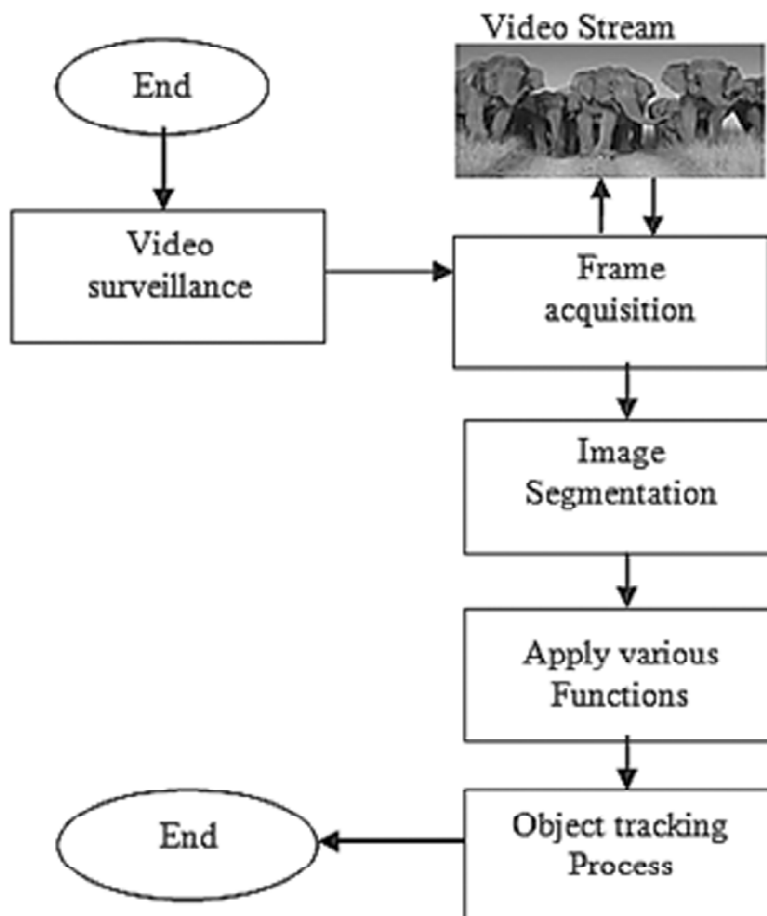 Video Stream
End
Video
surveillance
Frame
acquisition
Image
Segmentation
Apply various
Functions
Object tracking
Process
End